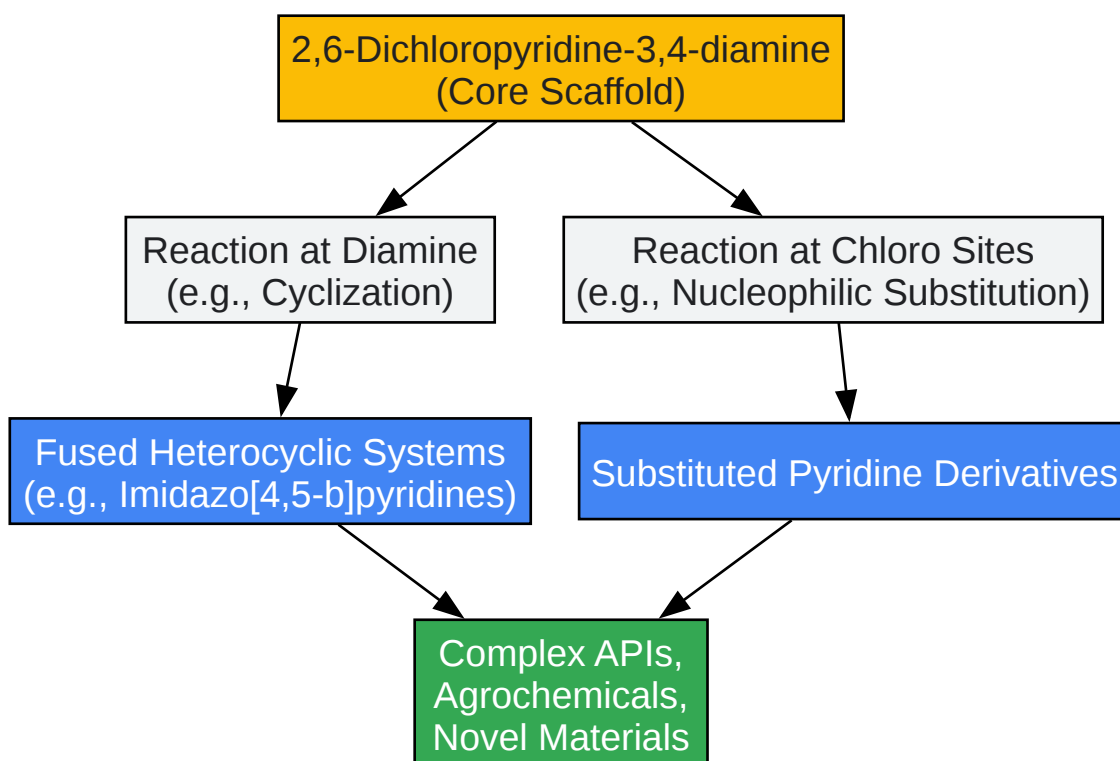 2,6-Dichloropyridine-3,4-diamine
(Core Scaffold)
Reaction at Diamine
(e.g., Cyclization)
Reaction at Chloro Sites
(e.g., Nucleophilic Substitution)
Fused Heterocyclic Systems
(e.g., Imidazo[4,5-b]pyridines)
Substituted Pyridine Derivatives
Complex APIs,
Agrochemicals,
Novel Materials